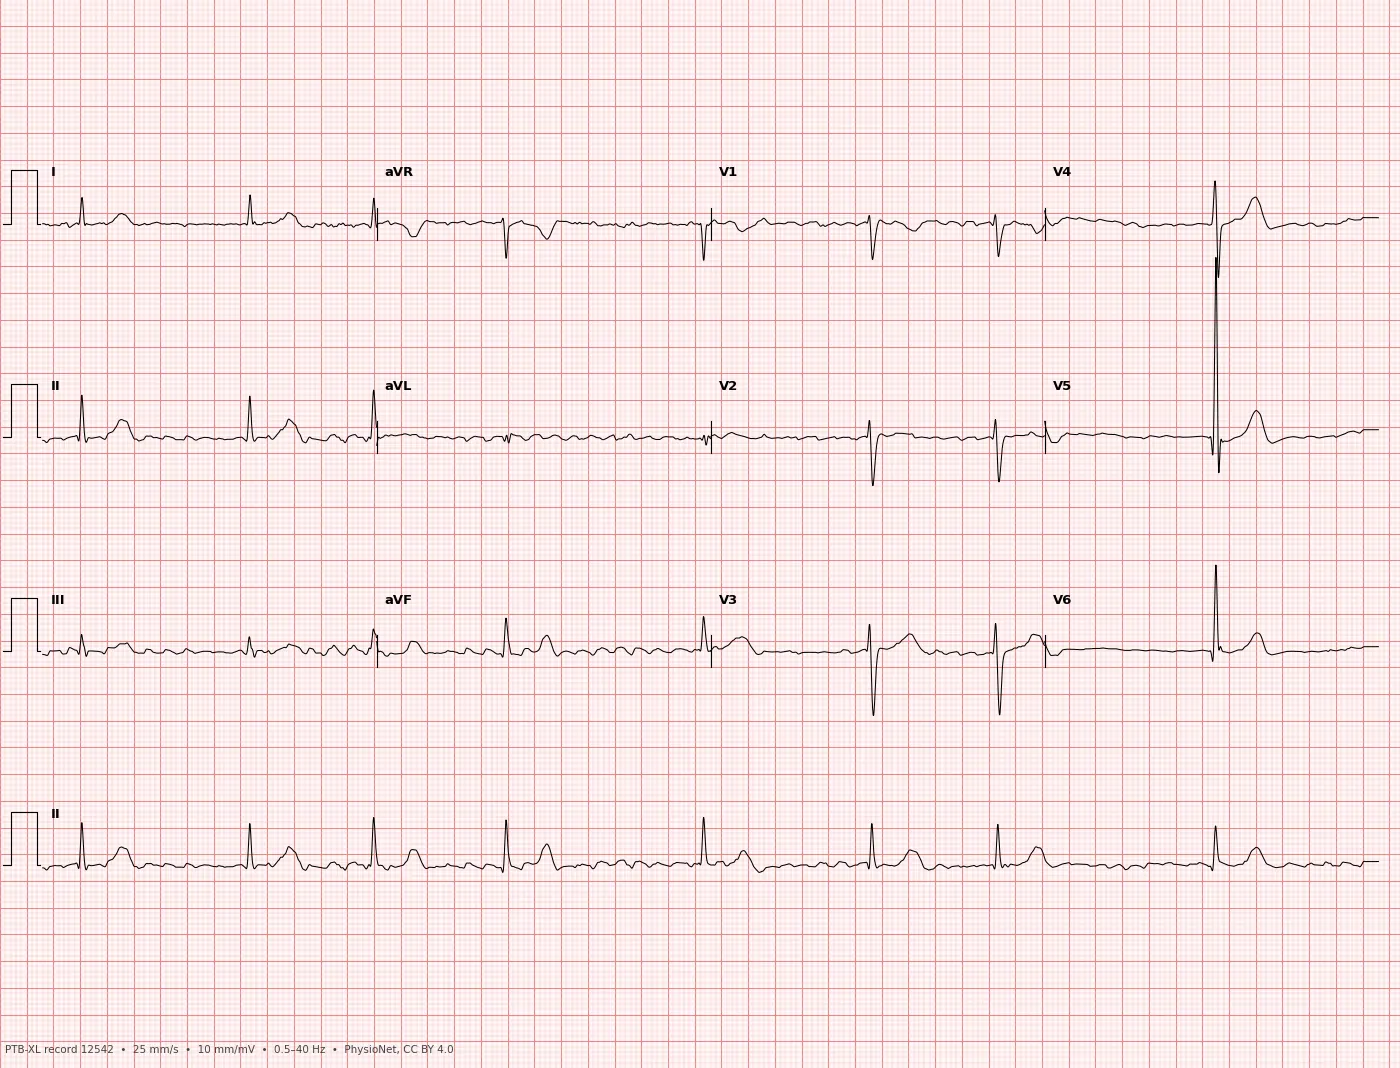 I aVR V1 V4
II aVL V2 V5
III aVF V3 V6
II
PTB-XL record 12542 • 25 mm/s • 10 mm/mV • 0.5–40 Hz • PhysioNet, CC BY 4.0